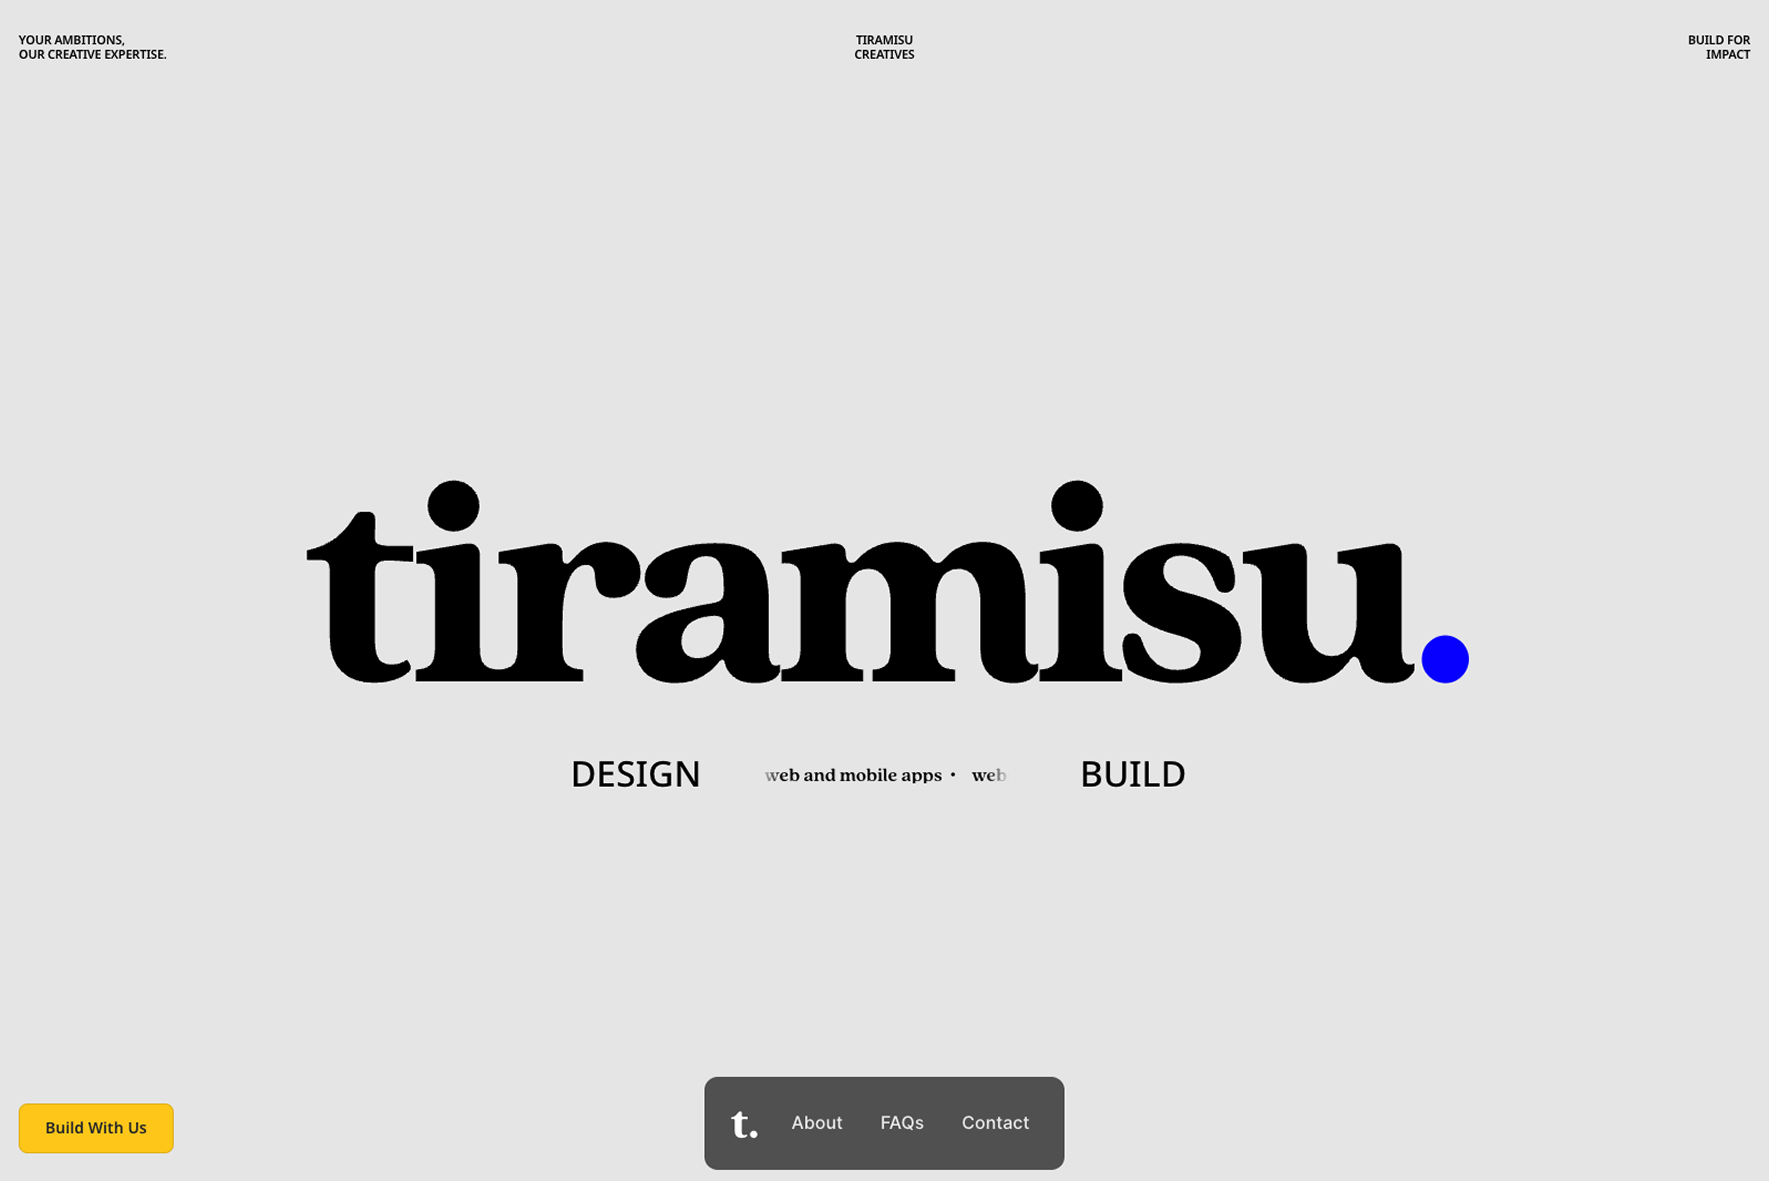 YOUR AMBITIONS,
OUR CREATIVE EXPERTISE.
TIRAMISU
CREATIVES
BUILD FOR
IMPACT
tiramisu.
DESIGN
web and mobile apps • web
BUILD
Build With Us
t.
About
FAQs
Contact